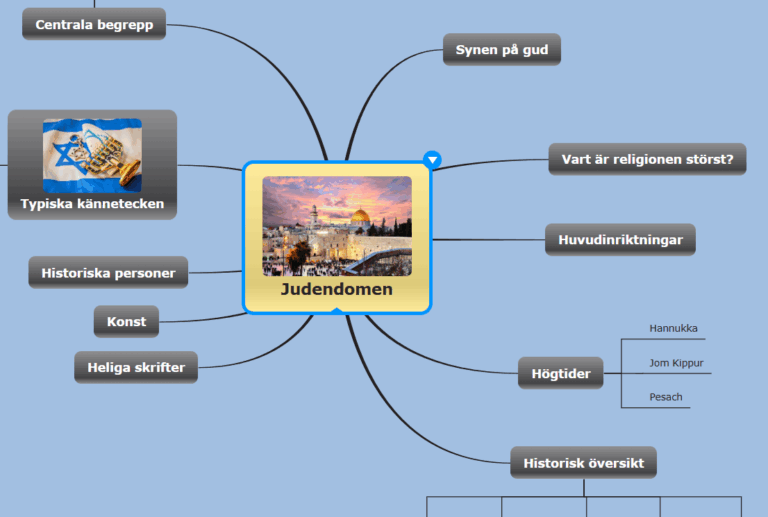 Centrala begrepp
Synen på gud
Vart är religionen störst?
Typiska kännetecken
Huvudinriktningar
Historiska personer
Judendomen
Konst
Hannukka
Heliga skrifter
Högtider
Jom Kippur
Pesach
Historisk översikt